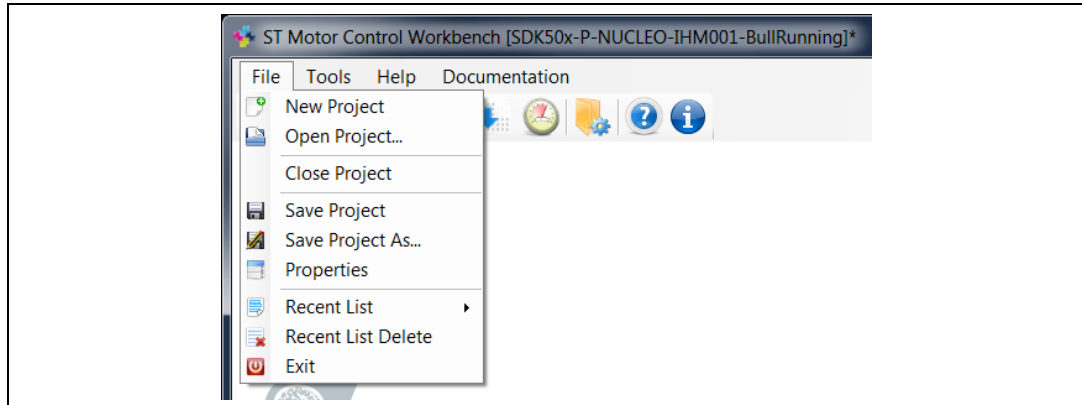 ST Motor Control Workbench [SDK50x-P-NUCLEO-IHM001-BullRunning]*
File Tools Help Documentation
New Project
Open Project...
Close Project
Save Project
Save Project As...
Properties
Recent List
Recent List Delete
Exit